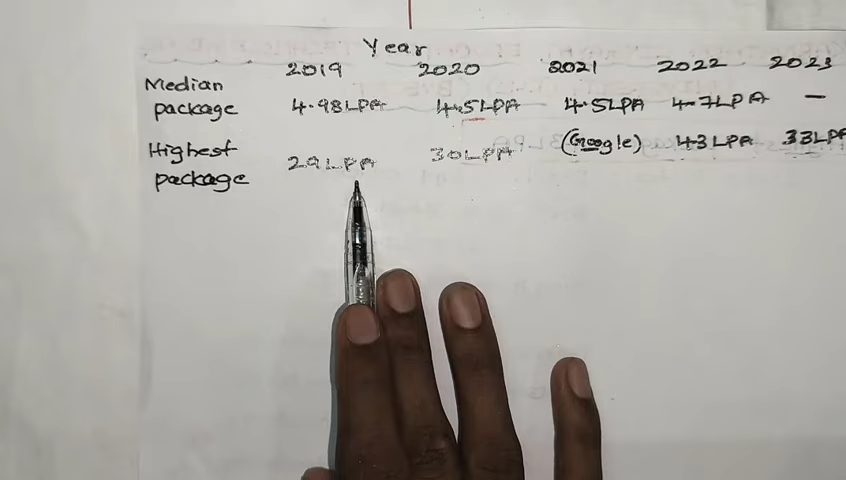 Year
2019 2020 2021 2022 2023
Median package 4.98LPA 4.5LPA 4.5LPA 4.7LPA —
Highest package 29LPA 30LPA (Google) 43LPA 33LPA